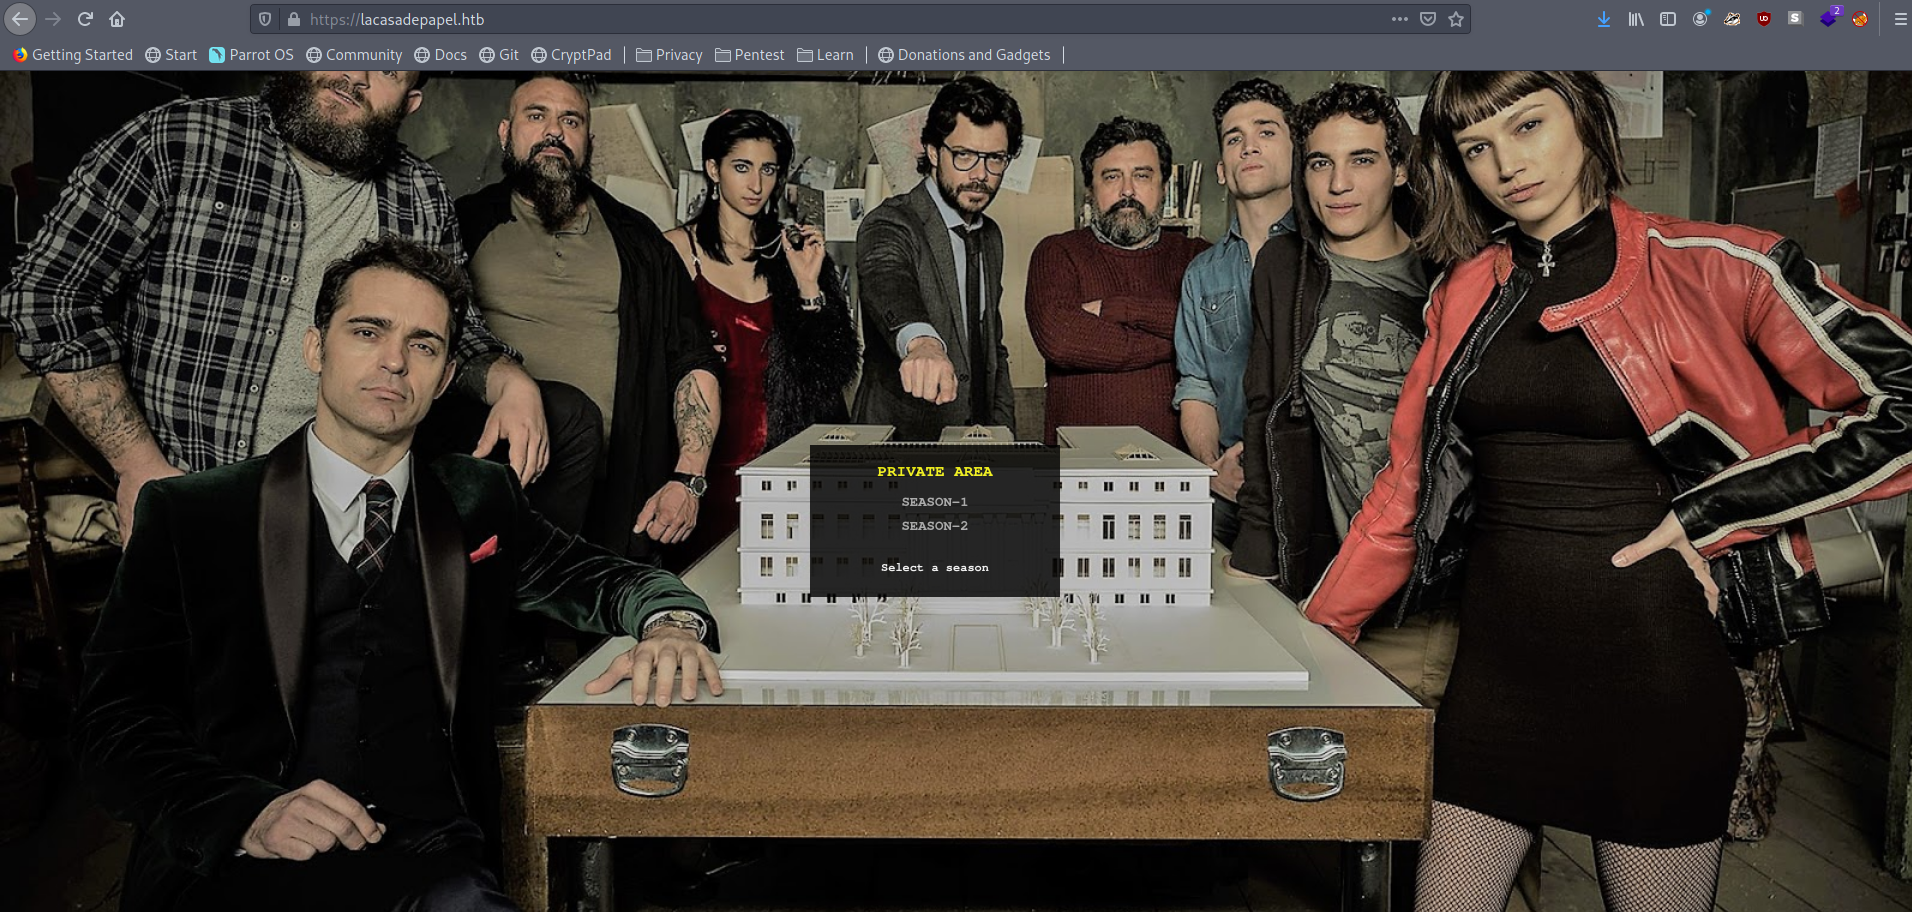 https://lacasadepapel.htb
2
Getting Started Start Parrot OS Community Docs Git CryptPad Privacy Pentest Learn Donations and Gadgets
PRIVATE AREA
SEASON-1
SEASON-2
Select a season